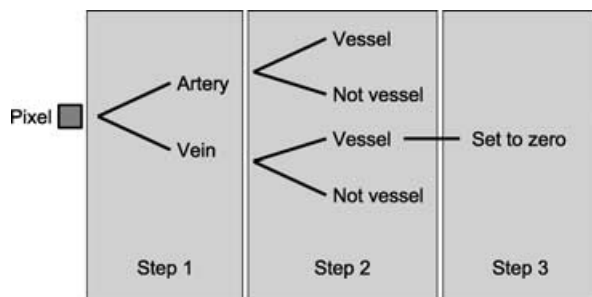 Pixel
Artery
Vein
Step 1
Vessel
Not vessel
Vessel
Not vessel
Step 2
Set to zero
Step 3